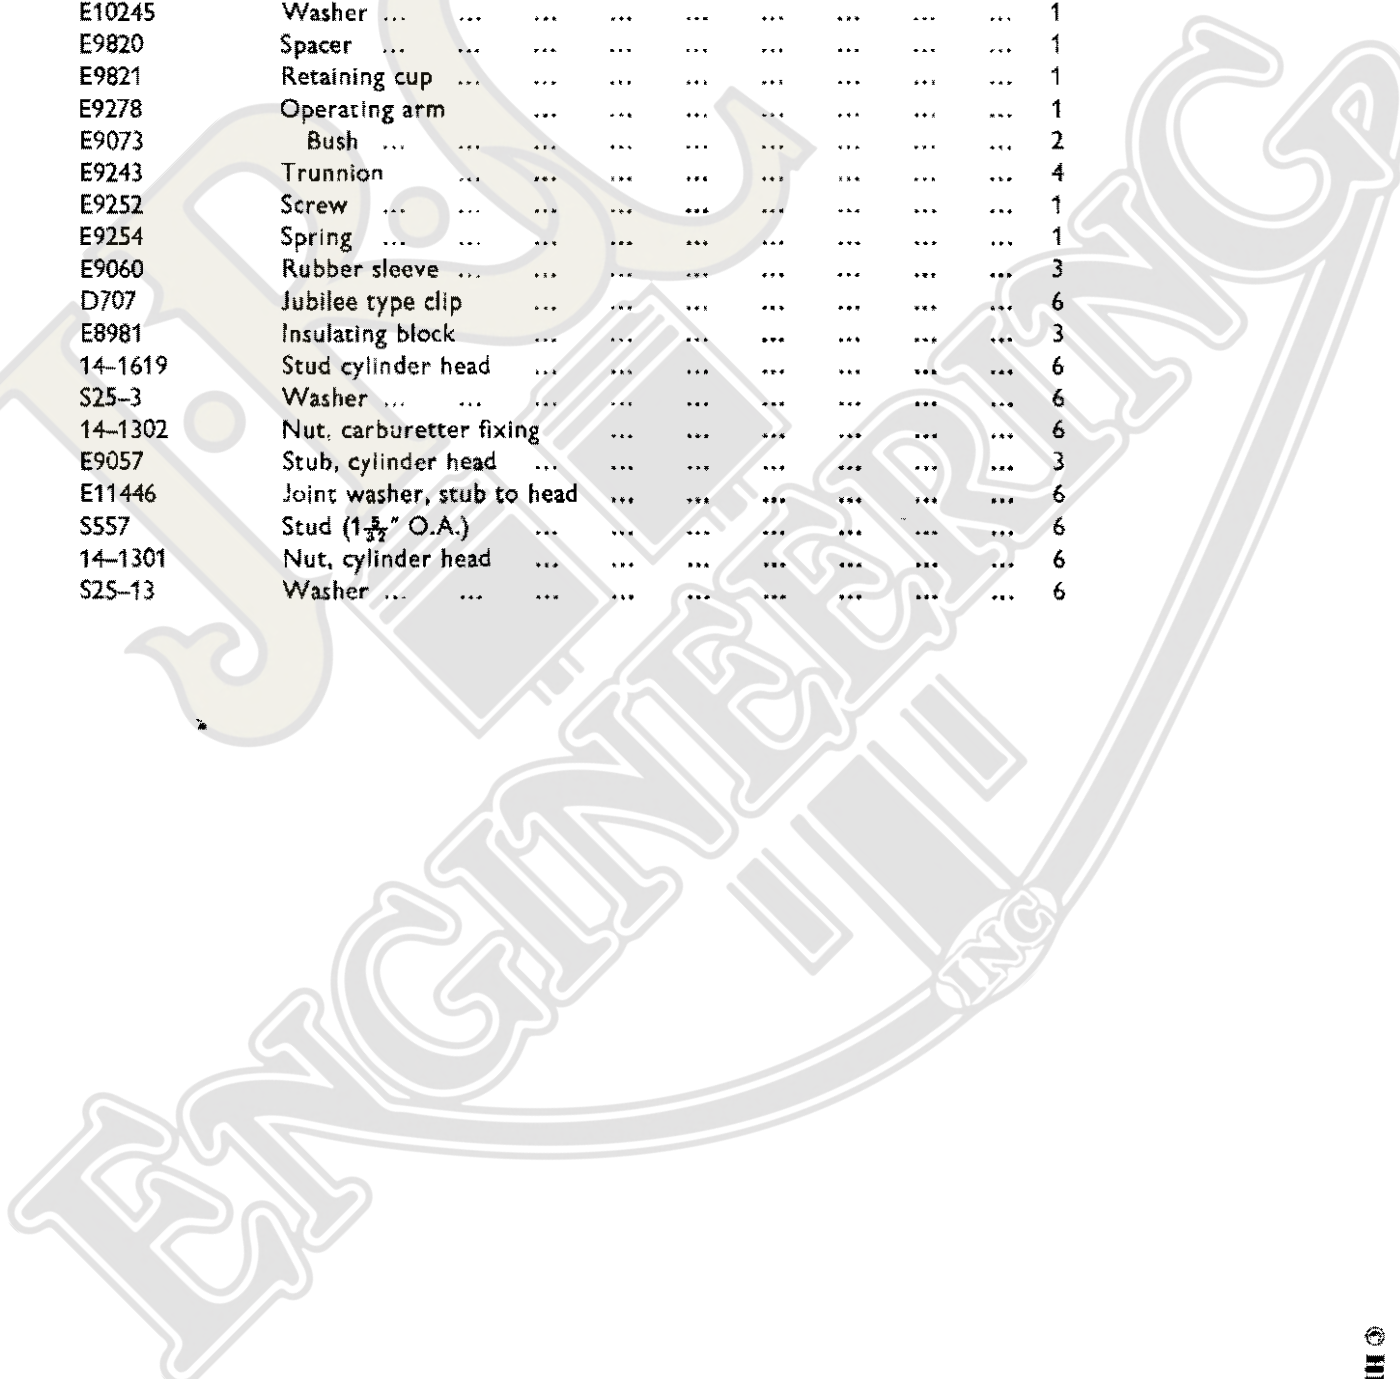 E10245 Washer ... ... ... ... ... ... ... ... ... 1
E9820 Spacer ... ... ... ... ... ... ... ... ... 1
E9821 Retaining cup ... ... ... ... ... ... ... ... 1
E9278 Operating arm ... ... ... ... ... ... ... 1
E9073 Bush ... ... ... ... ... ... ... ... ... 2
E9243 Trunnion ... ... ... ... ... ... ... ... 4
E9252 Screw ... ... ... ... ... ... ... ... ... 1
E9254 Spring ... ... ... ... ... ... ... ... ... 1
E9060 Rubber sleeve ... ... ... ... ... ... ... ... 3
D707 Jubilee type clip ... ... ... ... ... ... ... 6
E8981 Insulating block ... ... ... ... ... ... ... 3
14–1619 Stud cylinder head ... ... ... ... ... ... ... 6
S25–3 Washer ... ... ... ... ... ... ... ... ... 6
14–1302 Nut, carburetter fixing ... ... ... ... ... ... 6
E9057 Stub, cylinder head ... ... ... ... ... ... ... 3
E11446 Joint washer, stub to head ... ... ... ... ... ... 6
S557 Stud (1 5/32" O.A.) ... ... ... ... ... ... ... 6
14–1301 Nut, cylinder head ... ... ... ... ... ... ... 6
S25–13 Washer ... ... ... ... ... ... ... ... ... 6
JRC
ENGINEERING
INC